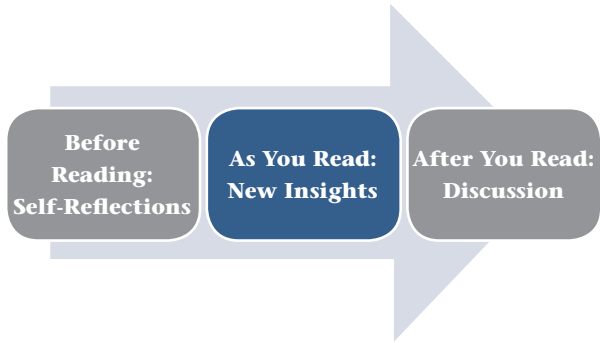 Before
Reading:
Self-Reflections
As You Read:
New Insights
After You Read:
Discussion